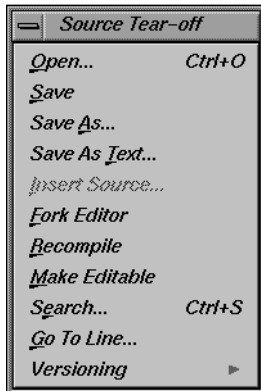 Source Tear-off
Open... Ctrl+O
Save
Save As...
Save As Text...
Insert Source...
Fork Editor
Recompile
Make Editable
Search... Ctrl+S
Go To Line...
Versioning